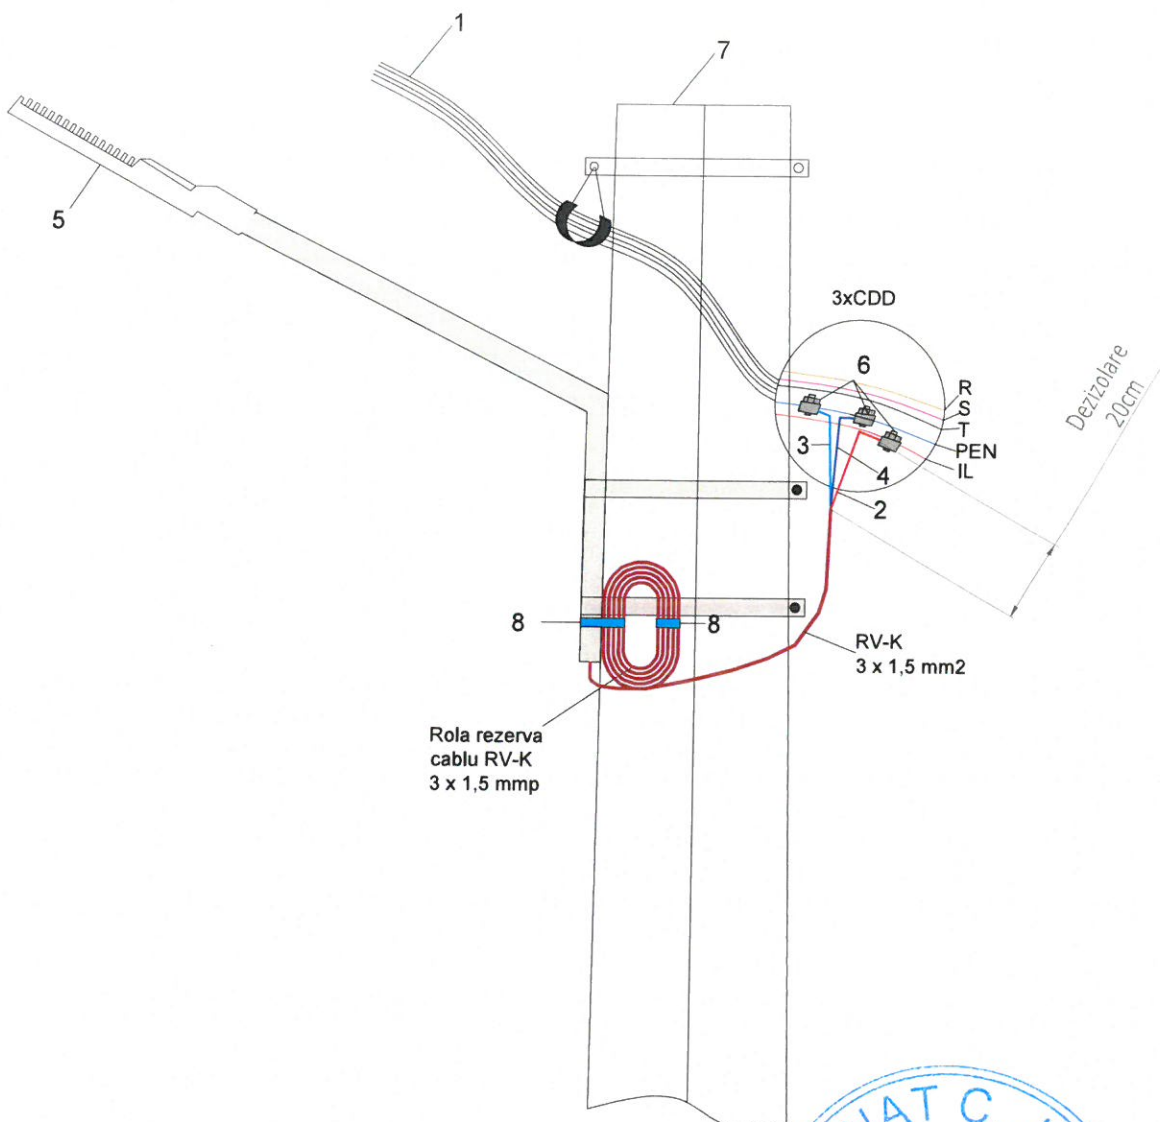 1
7
5
3xCDD
6
R
S
T
PEN
IL
3
4
2
Dezizolare
20cm
8
8
RV-K
3 x 1,5 mm2
Rola rezerva
cablu RV-K
3 x 1,5 mmp
IAT C